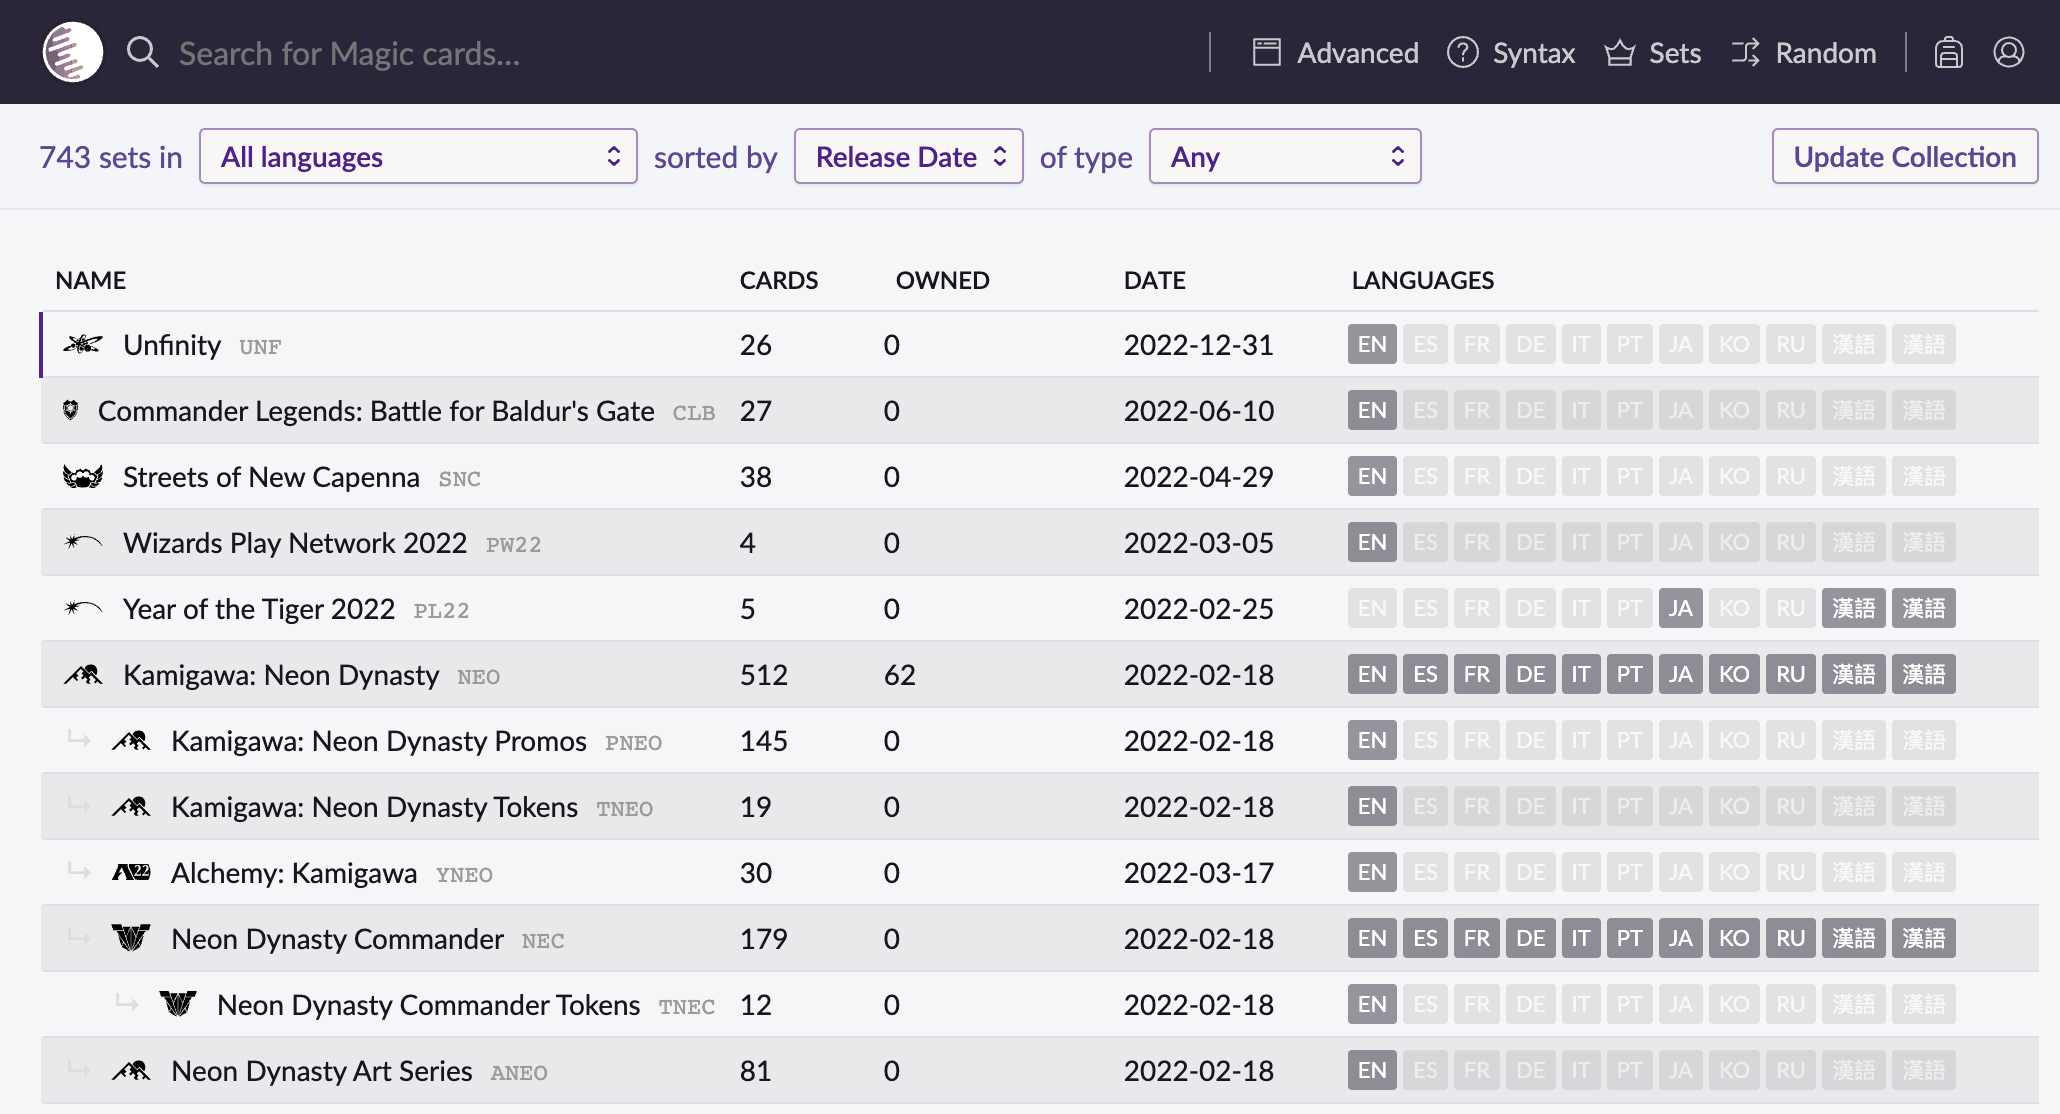 Search for Magic cards... Advanced Syntax Sets Random
743 sets in All languages sorted by Release Date of type Any Update Collection
NAME CARDS OWNED DATE LANGUAGES
Unfinity UNF 26 0 2022-12-31 EN ES FR DE IT PT JA KO RU 漢語 漢語
Commander Legends: Battle for Baldur's Gate CLB 27 0 2022-06-10 EN ES FR DE IT PT JA KO RU 漢語 漢語
Streets of New Capenna SNC 38 0 2022-04-29 EN ES FR DE IT PT JA KO RU 漢語 漢語
Wizards Play Network 2022 PW22 4 0 2022-03-05 EN ES FR DE IT PT JA KO RU 漢語 漢語
Year of the Tiger 2022 PL22 5 0 2022-02-25 EN ES FR DE IT PT JA KO RU 漢語 漢語
Kamigawa: Neon Dynasty NEO 512 62 2022-02-18 EN ES FR DE IT PT JA KO RU 漢語 漢語
Kamigawa: Neon Dynasty Promos PNEO 145 0 2022-02-18 EN ES FR DE IT PT JA KO RU 漢語 漢語
Kamigawa: Neon Dynasty Tokens TNEO 19 0 2022-02-18 EN ES FR DE IT PT JA KO RU 漢語 漢語
A22 Alchemy: Kamigawa YNEO 30 0 2022-03-17 EN ES FR DE IT PT JA KO RU 漢語 漢語
Neon Dynasty Commander NEC 179 0 2022-02-18 EN ES FR DE IT PT JA KO RU 漢語 漢語
Neon Dynasty Commander Tokens TNEC 12 0 2022-02-18 EN ES FR DE IT PT JA KO RU 漢語 漢語
Neon Dynasty Art Series ANEO 81 0 2022-02-18 EN ES FR DE IT PT JA KO RU 漢語 漢語